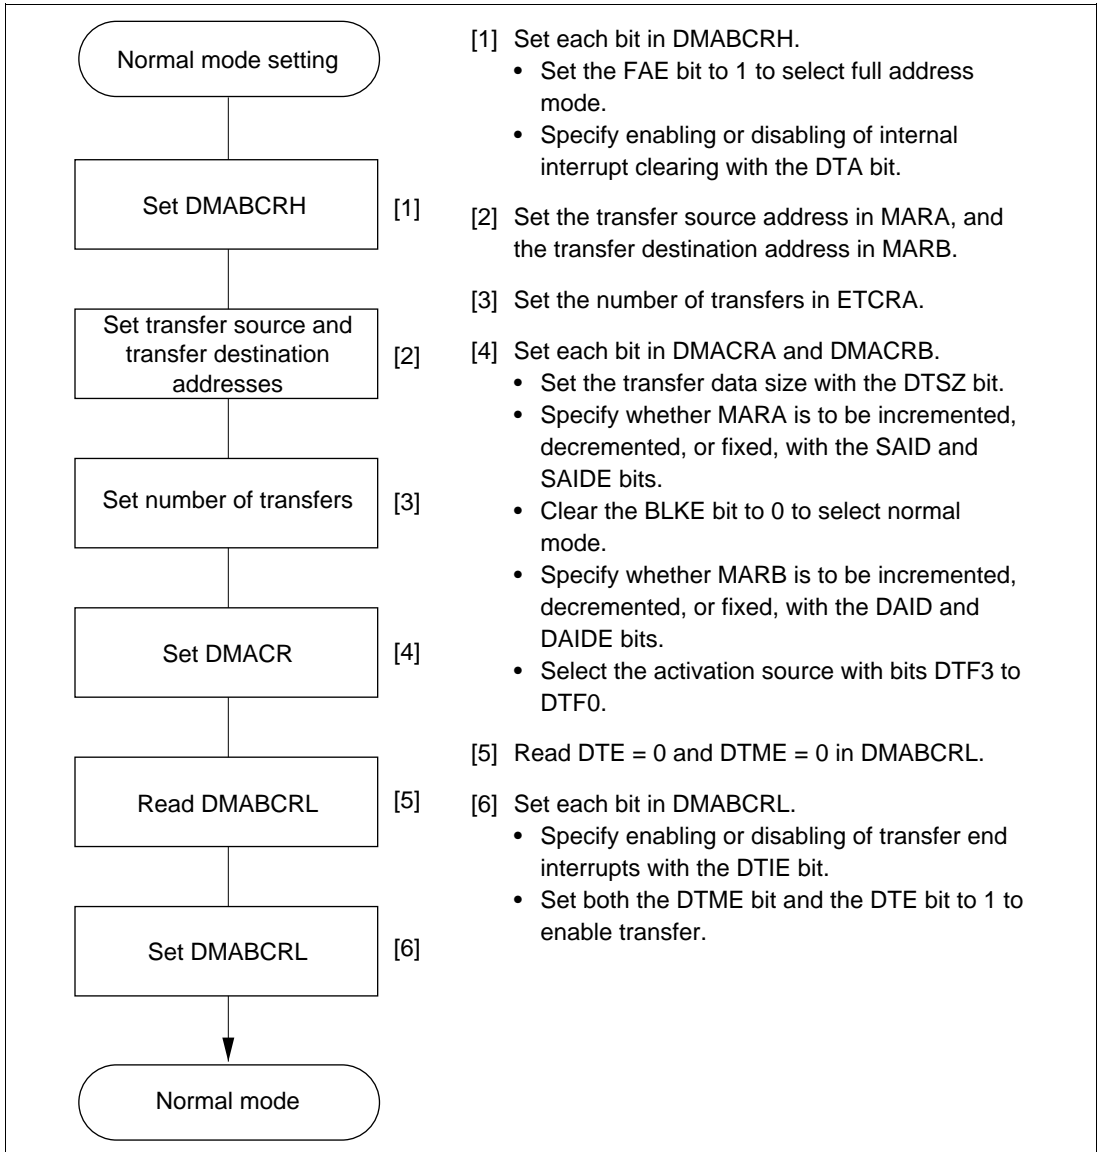 Normal mode setting
Set DMABCRH
[1]
Set transfer source and
transfer destination
addresses
[2]
Set number of transfers
[3]
Set DMACR
[4]
Read DMABCRL
[5]
Set DMABCRL
[6]
Normal mode
[1] Set each bit in DMABCRH.
• Set the FAE bit to 1 to select full address
mode.
• Specify enabling or disabling of internal
interrupt clearing with the DTA bit.
[2] Set the transfer source address in MARA, and
the transfer destination address in MARB.
[3] Set the number of transfers in ETCRA.
[4] Set each bit in DMACRA and DMACRB.
• Set the transfer data size with the DTSZ bit.
• Specify whether MARA is to be incremented,
decremented, or fixed, with the SAID and
SAIDE bits.
• Clear the BLKE bit to 0 to select normal
mode.
• Specify whether MARB is to be incremented,
decremented, or fixed, with the DAID and
DAIDE bits.
• Select the activation source with bits DTF3 to
DTF0.
[5] Read DTE = 0 and DTME = 0 in DMABCRL.
[6] Set each bit in DMABCRL.
• Specify enabling or disabling of transfer end
interrupts with the DTIE bit.
• Set both the DTME bit and the DTE bit to 1 to
enable transfer.